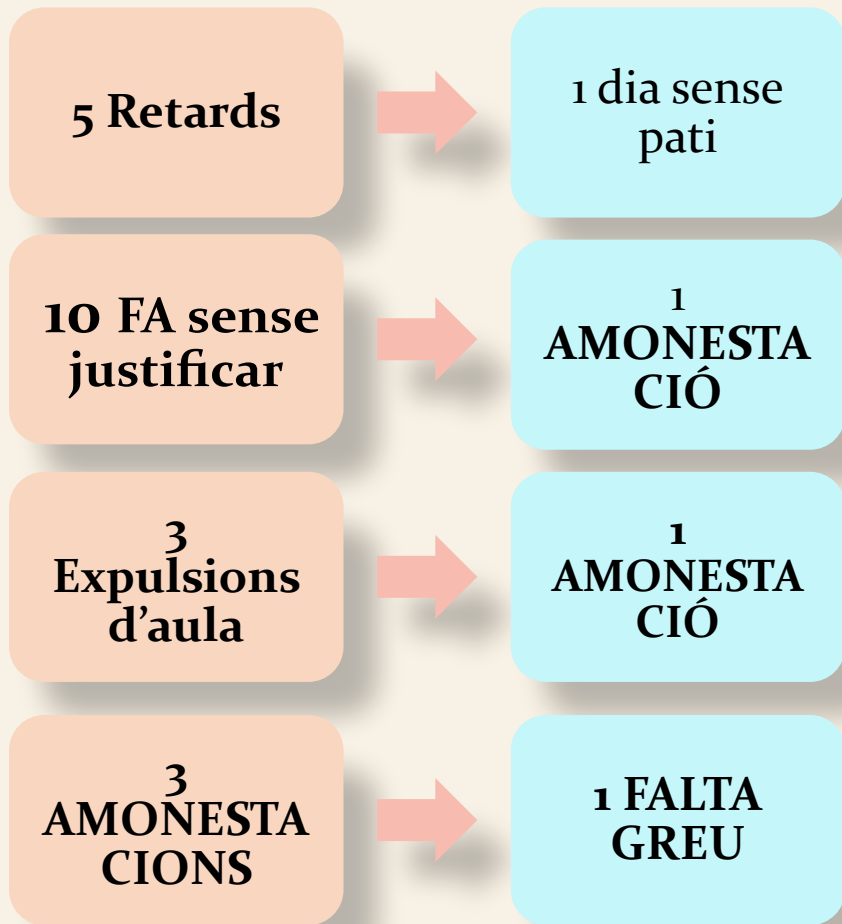 5 Retards
1 dia sense
pati
10 FA sense
justificar
1
AMONESTA
CIÓ
3
Expulsions
d’aula
1
AMONESTA
CIÓ
3
AMONESTA
CIONS
1 FALTA
GREU